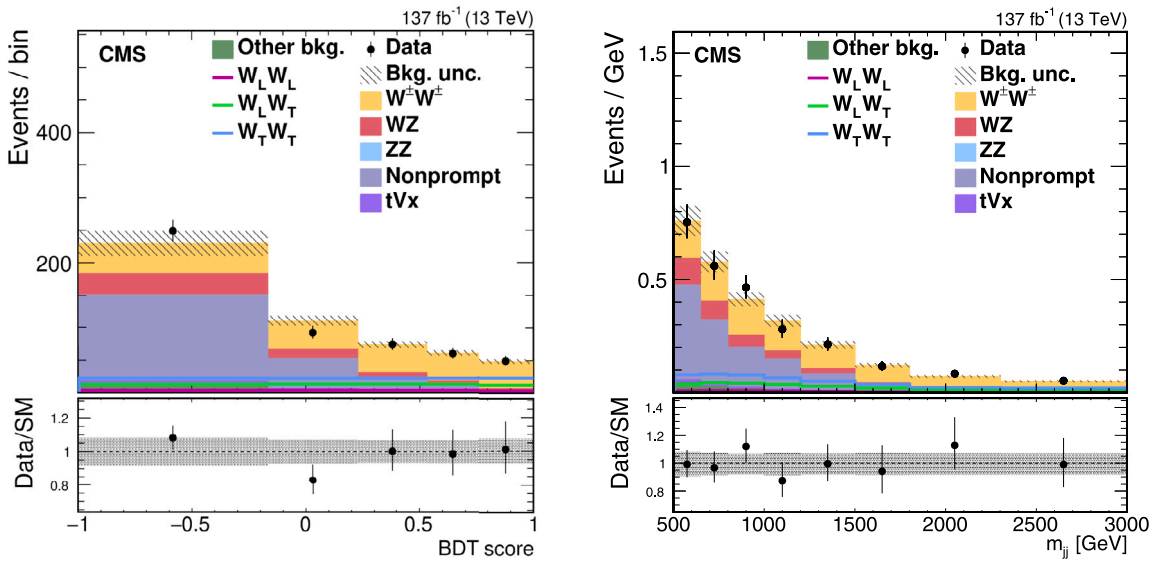 137 fb⁻¹ (13 TeV)
CMS
Other bkg.
W_L W_L
W_L W_T
W_T W_T
Data
Bkg. unc.
W^± W^±
WZ
ZZ
Nonprompt
tVx
Events / bin
400
200
Data/SM
1.2
1.0
0.8
−1
−0.5
0
0.5
1
BDT score
137 fb⁻¹ (13 TeV)
CMS
Other bkg.
W_L W_L
W_L W_T
W_T W_T
Data
Bkg. unc.
W^± W^±
WZ
ZZ
Nonprompt
tVx
Events / GeV
1.5
1
0.5
0
Data/SM
1.4
1.2
1.0
0.8
500
1000
1500
2000
2500
3000
m_jj [GeV]